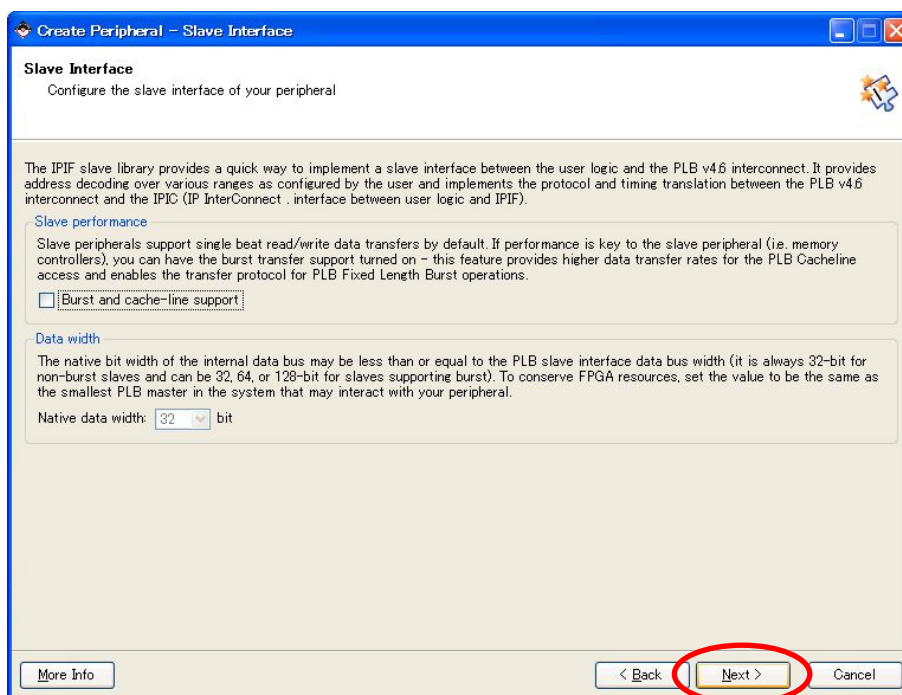 Create Peripheral - Slave Interface
Slave Interface
Configure the slave interface of your peripheral
The IPIF slave library provides a quick way to implement a slave interface between the user logic and the PLB v4.6 interconnect. It provides
address decoding over various ranges as configured by the user and implements the protocol and timing translation between the PLB v4.6
interconnect and the IPIC (IP InterConnect . interface between user logic and IPIF).
Slave performance
Slave peripherals support single beat read/write data transfers by default. If performance is key to the slave peripheral (i.e. memory
controllers), you can have the burst transfer support turned on - this feature provides higher data transfer rates for the PLB Cacheline
access and enables the transfer protocol for PLB Fixed Length Burst operations.
Burst and cache-line support
Data width
The native bit width of the internal data bus may be less than or equal to the PLB slave interface data bus width (it is always 32-bit for
non-burst slaves and can be 32, 64, or 128-bit for slaves supporting burst). To conserve FPGA resources, set the value to be the same as
the smallest PLB master in the system that may interact with your peripheral.
Native data width: 32 bit
More Info < Back Next > Cancel